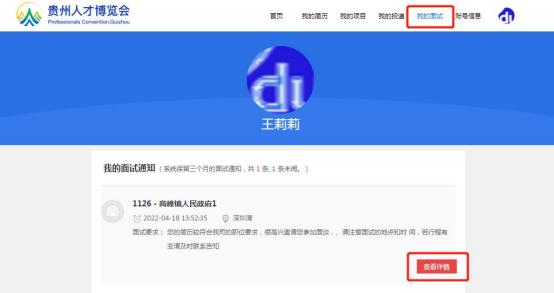 贵州人才博览会
Professionals Convention.Guizhou
首页 我的简历 我的项目 我的投递 我的面试 账号信息
王莉莉
我的面试通知 (系统保留三个月的面试通知，共 1 条, 1 条未阅。)
1126 - 高峰镇人民政府1
2022-04-18 13:52:35 深圳湾
面试要求： 您的简历较符合我司的职位要求，很高兴邀请您参加面谈，、请注意面试的地点和时 间，若行程有
变请及时联系告知
查看详情